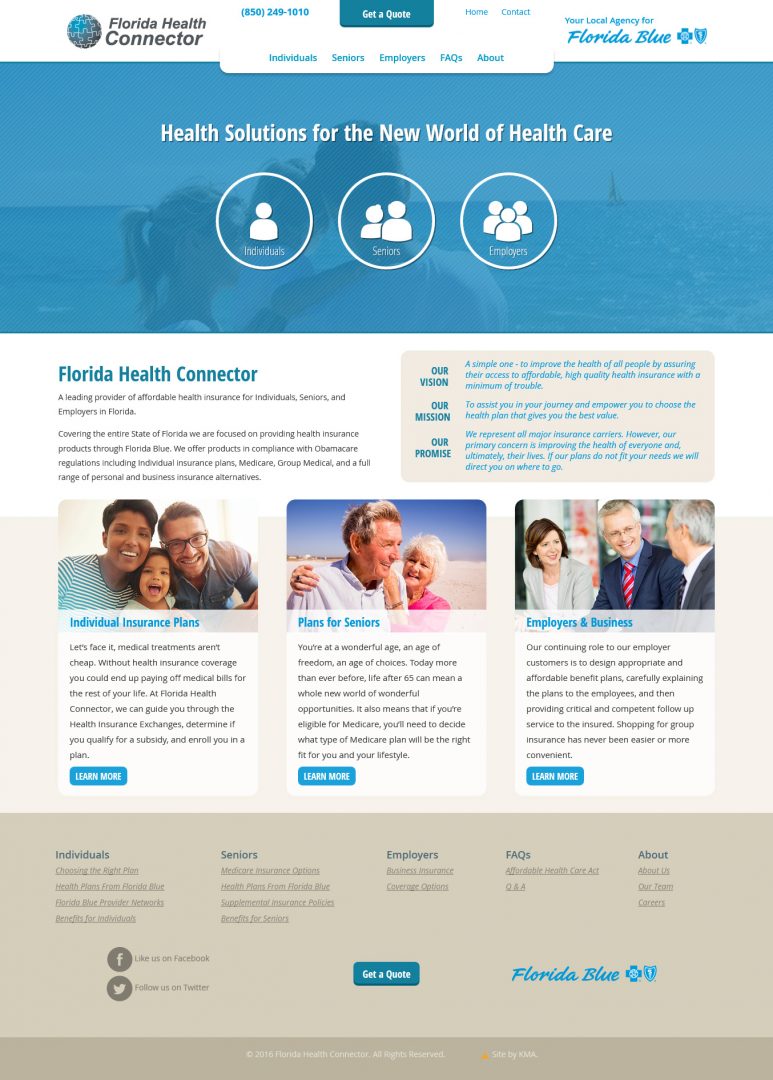 Florida Health
Connector
(850) 249-1010
Get a Quote
Home Contact
Your Local Agency for
Florida Blue
Individuals Seniors Employers FAQs About
Health Solutions for the New World of Health Care
Individuals
Seniors
Employers
Florida Health Connector
A leading provider of affordable health insurance for Individuals, Seniors, and
Employers in Florida.
Covering the entire State of Florida we are focused on providing health insurance
products through Florida Blue. We offer products in compliance with Obamacare
regulations including Individual insurance plans, Medicare, Group Medical, and a full
range of personal and business insurance alternatives.
OUR
VISION
A simple one - to improve the health of all people by assuring
their access to affordable, high quality health insurance with a
minimum of trouble.
OUR
MISSION
To assist you in your journey and empower you to choose the
health plan that gives you the best value.
OUR
PROMISE
We represent all major insurance carriers. However, our
primary concern is improving the health of everyone and,
ultimately, their lives. If our plans do not fit your needs we will
direct you on where to go.
Individual Insurance Plans
Let's face it, medical treatments aren't
cheap. Without health insurance coverage
you could end up paying off medical bills for
the rest of your life. At Florida Health
Connector, we can guide you through the
Health Insurance Exchanges, determine if
you qualify for a subsidy, and enroll you in a
plan.
LEARN MORE
Plans for Seniors
You're at a wonderful age, an age of
freedom, an age of choices. Today more
than ever before, life after 65 can mean a
whole new world of wonderful
opportunities. It also means that if you're
eligible for Medicare, you'll need to decide
what type of Medicare plan will be the right
fit for you and your lifestyle.
LEARN MORE
Employers & Business
Our continuing role to our employer
customers is to design appropriate and
affordable benefit plans, carefully explaining
the plans to the employees, and then
providing critical and competent follow up
service to the insured. Shopping for group
insurance has never been easier or more
convenient.
LEARN MORE
Individuals
Choosing the Right Plan
Health Plans From Florida Blue
Florida Blue Provider Networks
Benefits for Individuals
Seniors
Medicare Insurance Options
Health Plans From Florida Blue
Supplemental Insurance Policies
Benefits for Seniors
Employers
Business Insurance
Coverage Options
FAQs
Affordable Health Care Act
Q & A
About
About Us
Our Team
Careers
Like us on Facebook
Follow us on Twitter
Get a Quote
Florida Blue
© 2016 Florida Health Connector. All Rights Reserved.
Site by KMA.